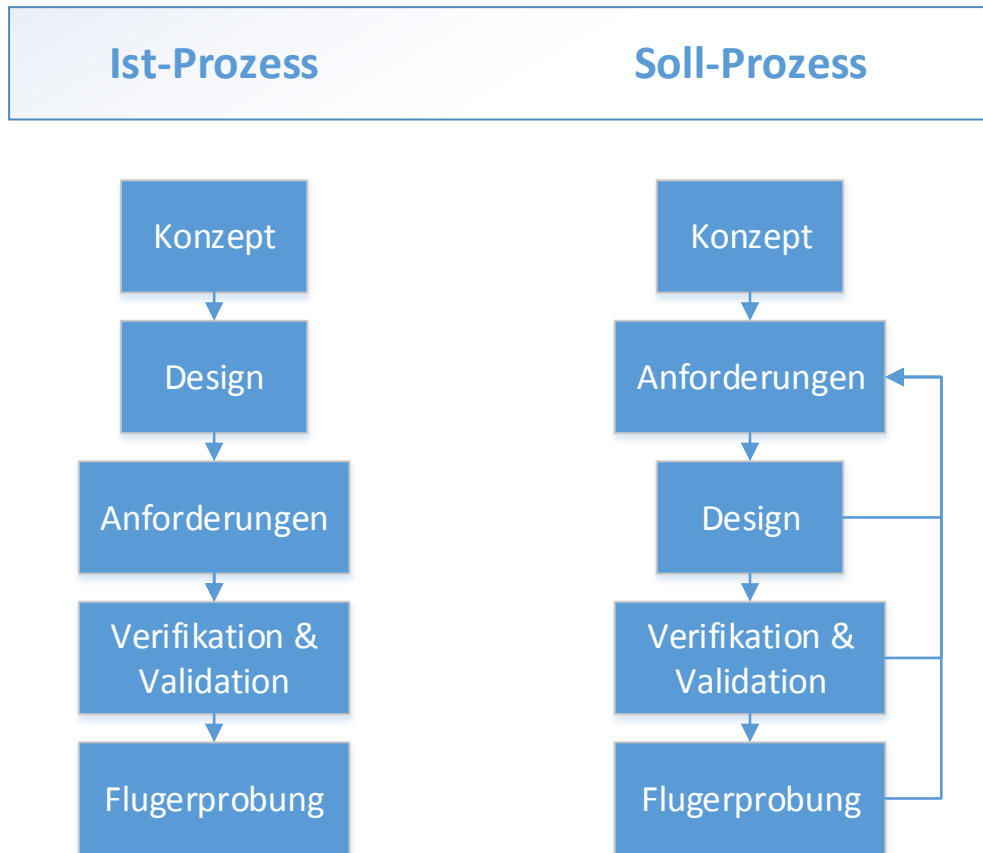 Ist-Prozess
Soll-Prozess
Konzept
Design
Anforderungen
Verifikation &
Validation
Flugerprobung
Konzept
Anforderungen
Design
Verifikation &
Validation
Flugerprobung